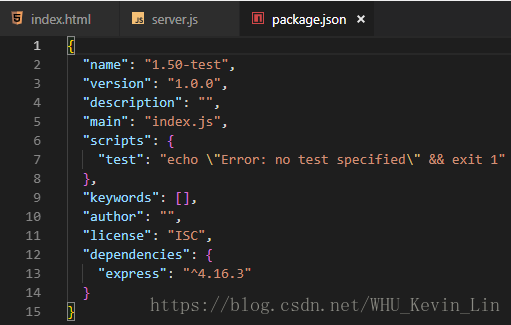 index.html server.js package.json ×
1 {
2 "name": "1.50-test",
3 "version": "1.0.0",
4 "description": "",
5 "main": "index.js",
6 "scripts": {
7 "test": "echo \"Error: no test specified\" && exit 1"
8 },
9 "keywords": [],
10 "author": "",
11 "license": "ISC",
12 "dependencies": {
13 "express": "^4.16.3"
14 }
15 }
https://blog.csdn.net/WHU_Kevin_Lin